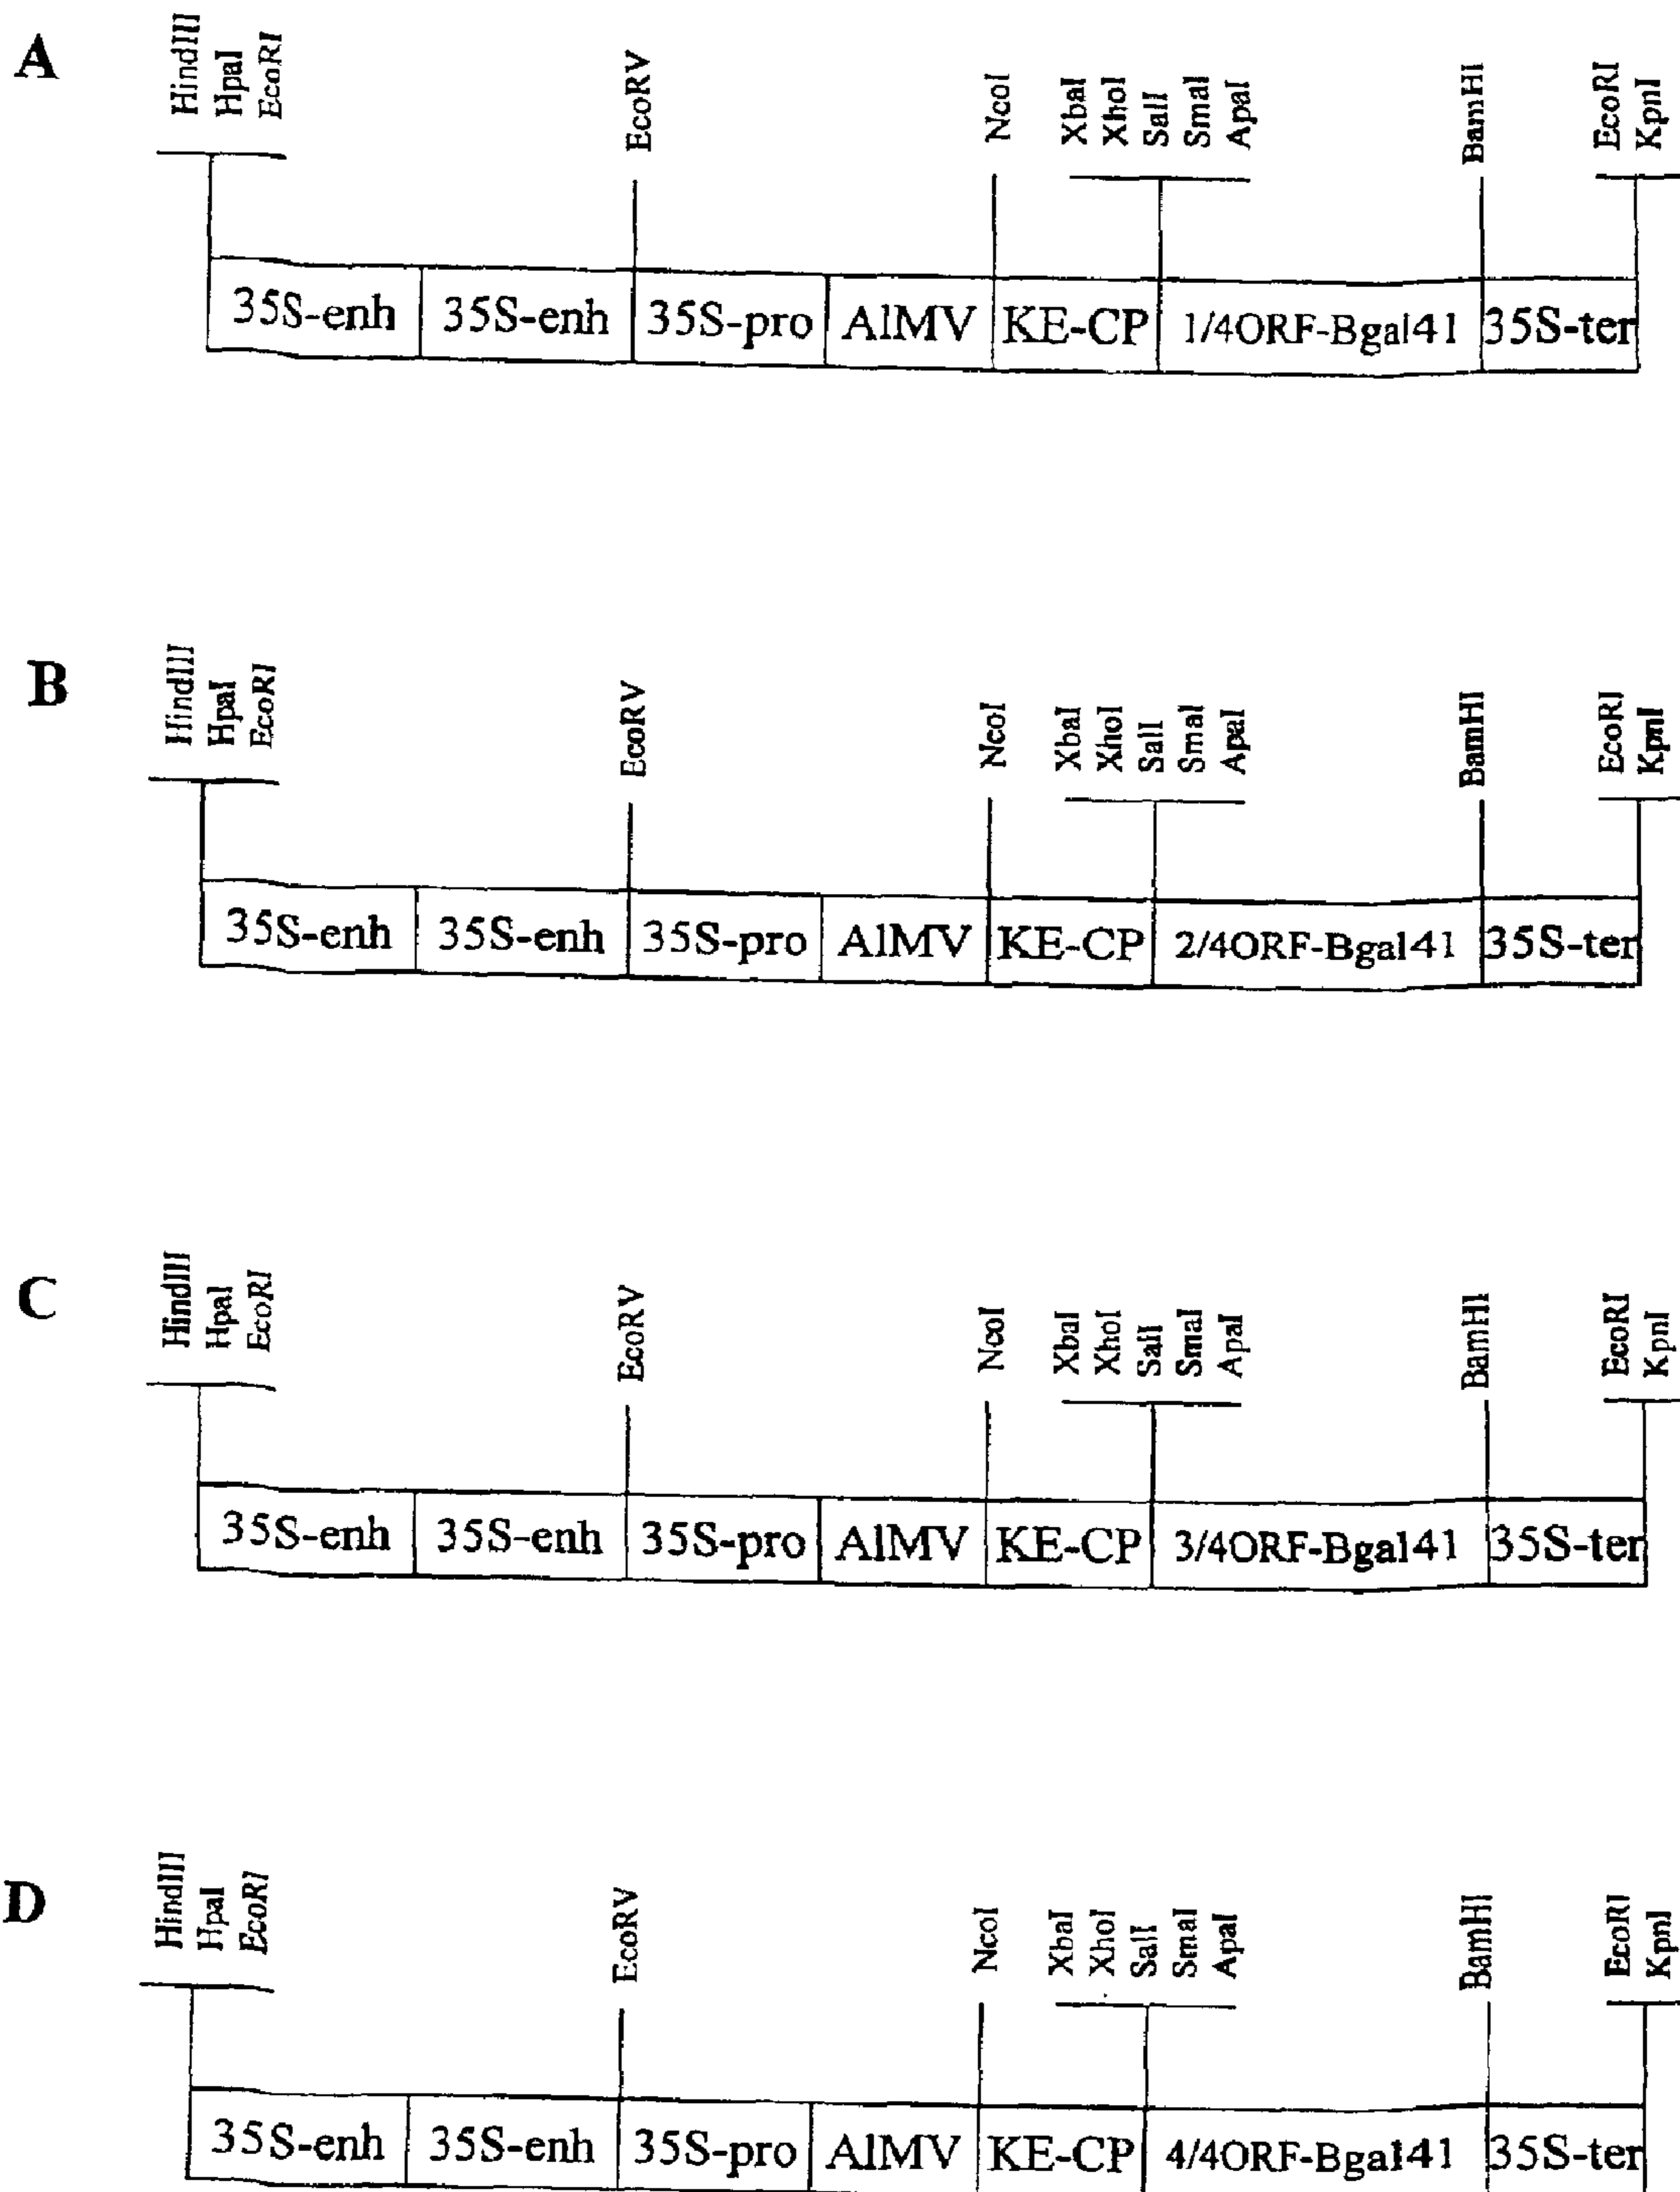 A
HindIII
HpaI
EcoRI
EcoRV
NcoI
XbaI
XhoI
SalI
SmaI
ApaI
BamHI
EcoRI
KpnI
35S-enh 35S-enh 35S-pro AlMV KE-CP 1/4ORF-Bgal41 35S-ter
B
HindIII
HpaI
EcoRI
EcoRV
NcoI
XbaI
XhoI
SalI
SmaI
ApaI
BamHI
EcoRI
KpnI
35S-enh 35S-enh 35S-pro AlMV KE-CP 2/4ORF-Bgal41 35S-ter
C
HindIII
HpaI
EcoRI
EcoRV
NcoI
XbaI
XhoI
SalI
SmaI
ApaI
BamHI
EcoRI
KpnI
35S-enh 35S-enh 35S-pro AlMV KE-CP 3/4ORF-Bgal41 35S-ter
D
HindIII
HpaI
EcoRI
EcoRV
NcoI
XbaI
XhoI
SalI
SmaI
ApaI
BamHI
EcoRI
KpnI
35S-enh 35S-enh 35S-pro AlMV KE-CP 4/4ORF-Bgal41 35S-ter